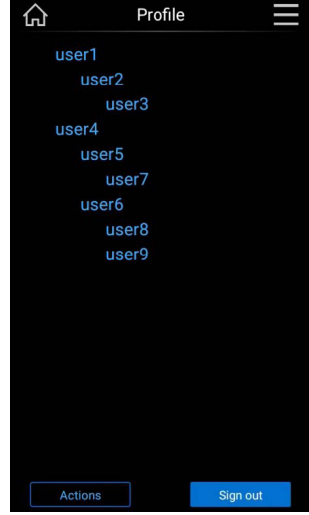 Profile
user1
user2
user3
user4
user5
user7
user6
user8
user9
Actions
Sign out